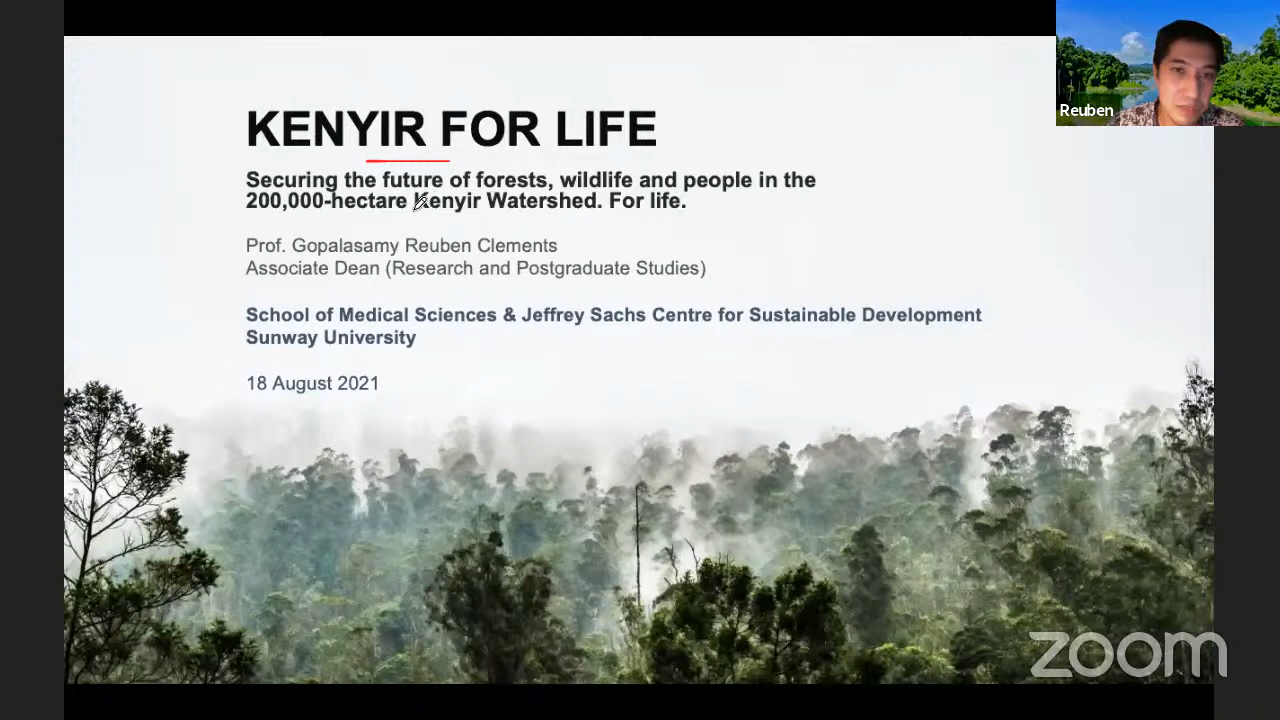 KENYIR FOR LIFE
Securing the future of forests, wildlife and people in the
200,000-hectare Kenyir Watershed. For life.
Prof. Gopalasamy Reuben Clements
Associate Dean (Research and Postgraduate Studies)
School of Medical Sciences & Jeffrey Sachs Centre for Sustainable Development
Sunway University
18 August 2021
Reuben
zoom